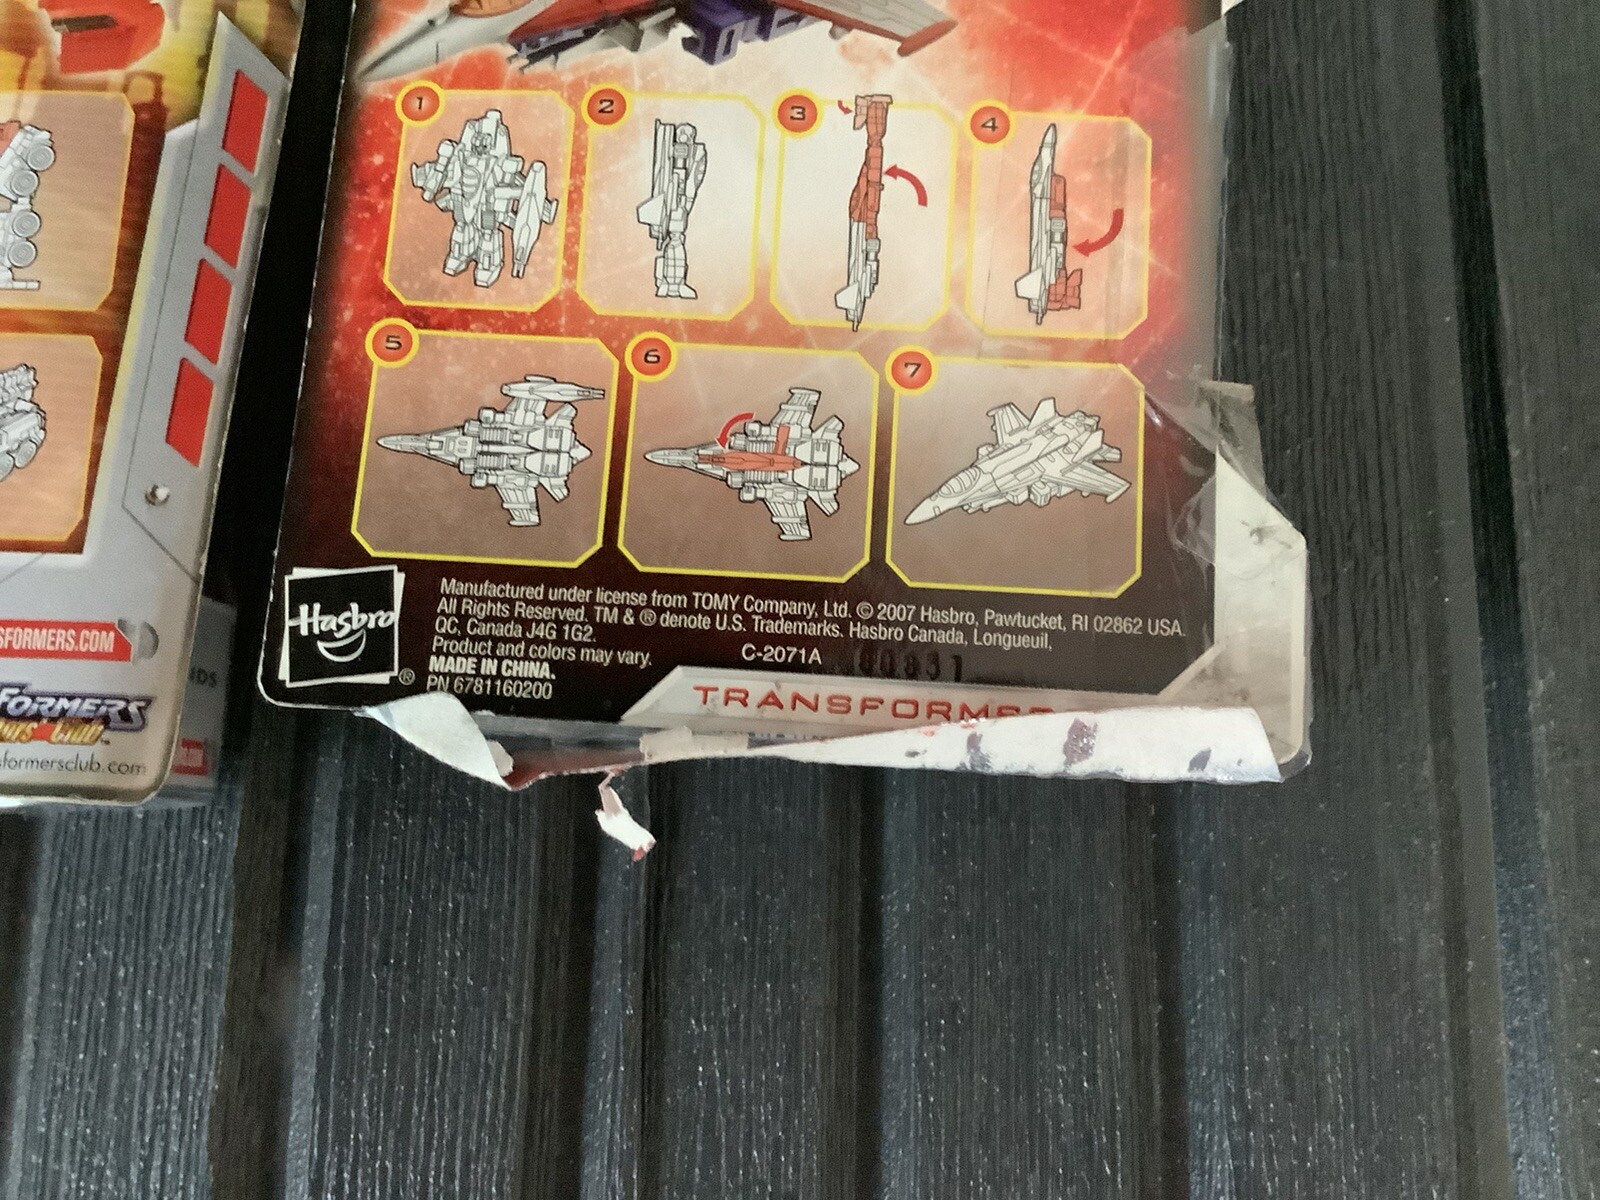 1
2
3
4
5
6
7
Hasbro
®
Manufactured under license from TOMY Company, Ltd. © 2007 Hasbro, Pawtucket, RI 02862 USA.
All Rights Reserved. TM & ® denote U.S. Trademarks. Hasbro Canada, Longueuil,
QC, Canada J4G 1G2.
Product and colors may vary.
C-2071A
MADE IN CHINA.
PN 6781160200
TRANSFORMERS
SFORMERS.COM
FORMERS
sformersclub.com